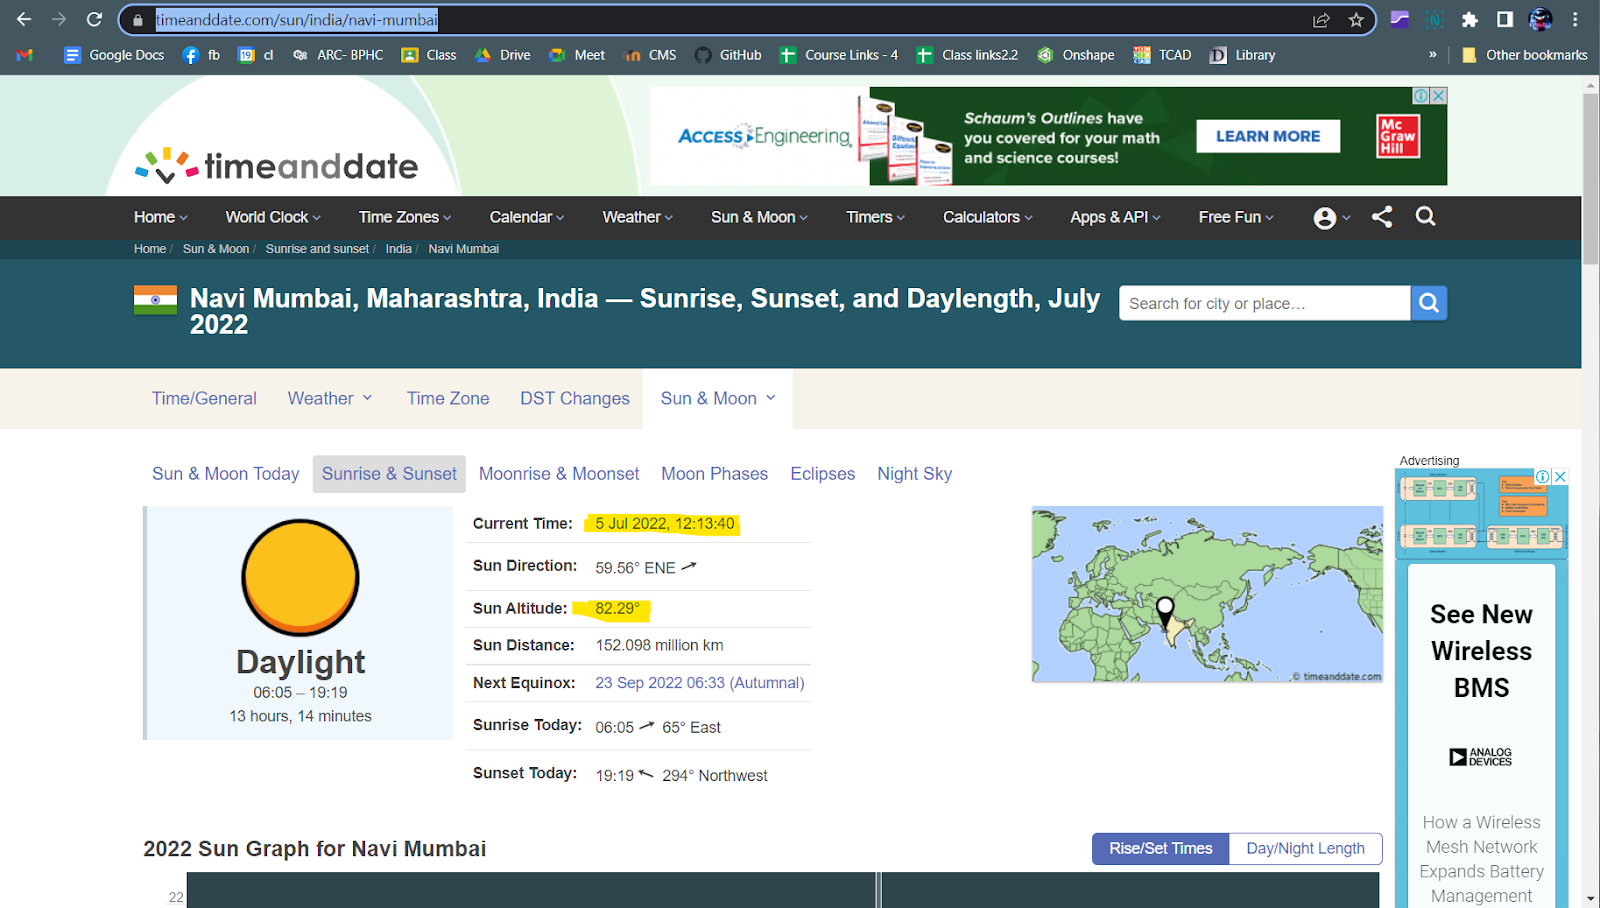 timeanddate.com/sun/india/navi-mumbai
Google Docs fb 19 cl ARC- BPHC Class Drive Meet CMS GitHub Course Links - 4 Class links2.2 Onshape TCAD Library » Other bookmarks
ACCESS Engineering
Schaum's Outlines have
you covered for your math
and science courses!
LEARN MORE
Mc
Graw
Hill
timeanddate
Home World Clock Time Zones Calendar Weather Sun & Moon Timers Calculators Apps & API Free Fun
Home / Sun & Moon / Sunrise and sunset / India / Navi Mumbai
Navi Mumbai, Maharashtra, India — Sunrise, Sunset, and Daylength, July
2022
Search for city or place…
Time/General Weather Time Zone DST Changes Sun & Moon
Sun & Moon Today Sunrise & Sunset Moonrise & Moonset Moon Phases Eclipses Night Sky
Daylight
06:05 – 19:19
13 hours, 14 minutes
Current Time: 5 Jul 2022, 12:13:40
Sun Direction: 59.56° ENE
Sun Altitude: 82.29°
Sun Distance: 152.098 million km
Next Equinox: 23 Sep 2022 06:33 (Autumnal)
Sunrise Today: 06:05 65° East
Sunset Today: 19:19 294° Northwest
© timeanddate.com
Advertising
See New
Wireless
BMS
ANALOG
DEVICES
How a Wireless
Mesh Network
Expands Battery
Management
2022 Sun Graph for Navi Mumbai
Rise/Set Times Day/Night Length
22